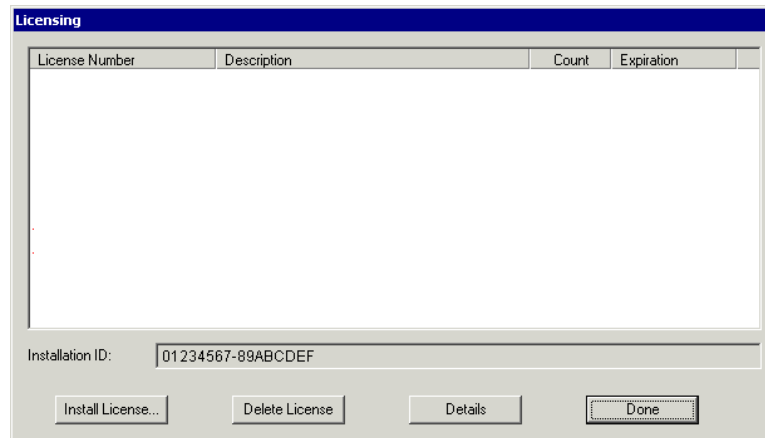 Licensing
License Number Description Count Expiration
Installation ID: 01234567-89ABCDEF
Install License... Delete License Details Done